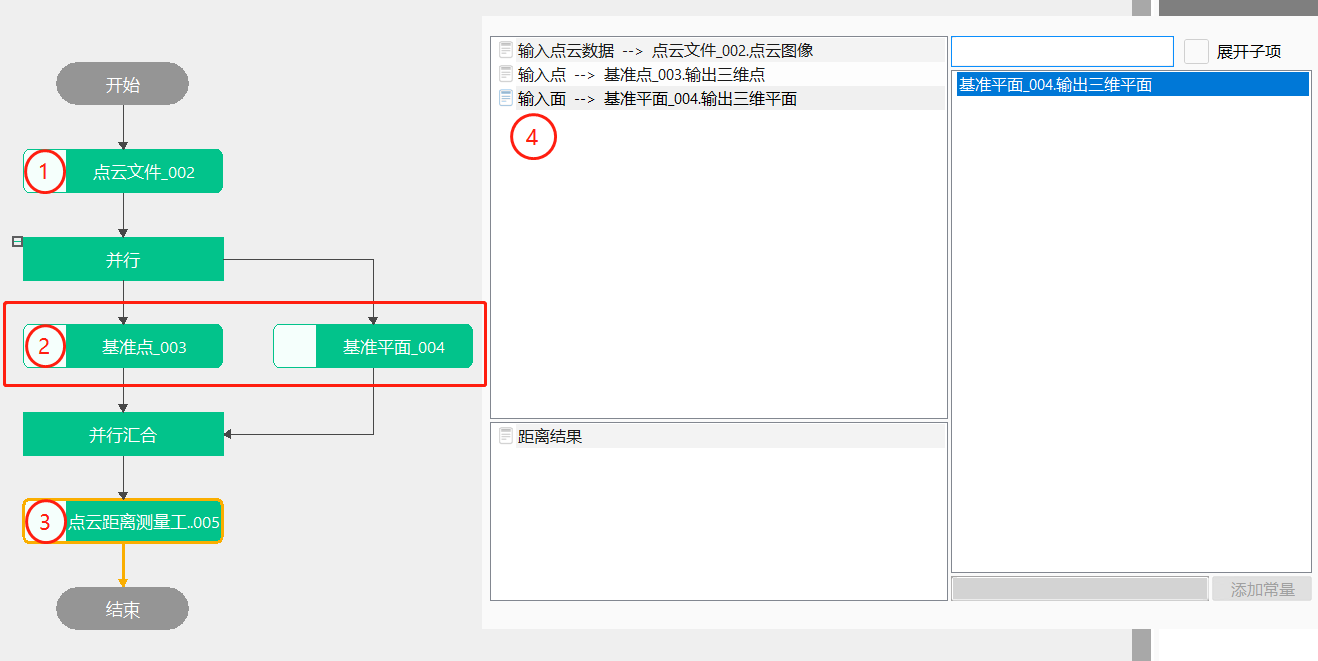 开始
1
点云文件_002
并行
2
基准点_003
基准平面_004
并行汇合
3
点云距离测量工..005
结束
输入点云数据 --> 点云文件_002.点云图像
输入点 --> 基准点_003.输出三维点
输入面 --> 基准平面_004.输出三维平面
4
距离结果
展开子项
基准平面_004.输出三维平面
添加常量